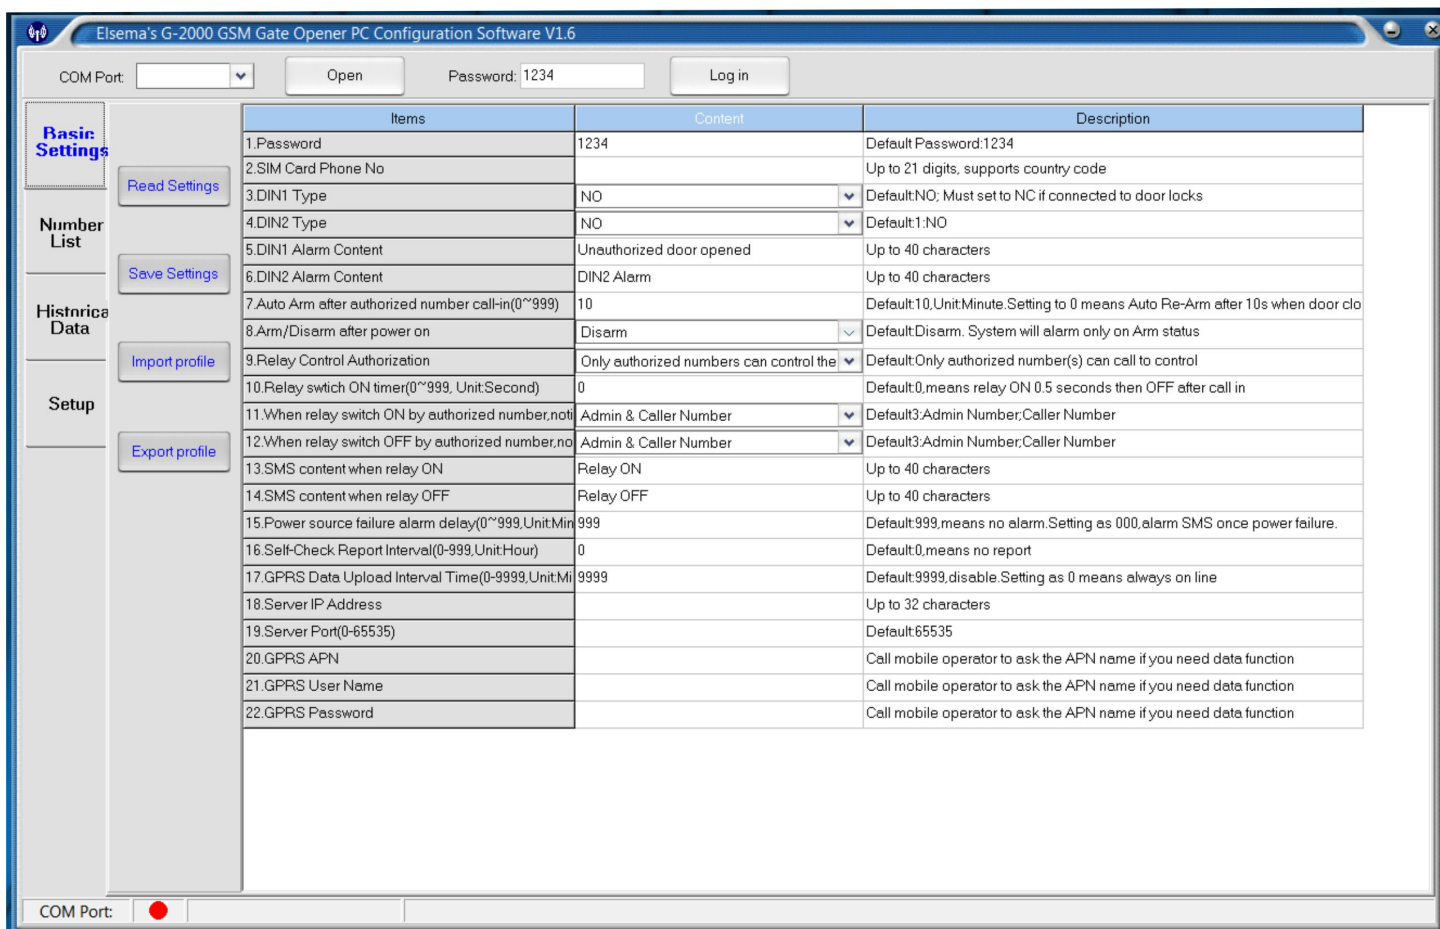 Elsema's G-2000 GSM Gate Opener PC Configuration Software V1.6
COM Port: Open Password: 1234 Log in
Basic Settings
Number List
Historica Data
Setup
Read Settings
Save Settings
Import profile
Export profile
Items Content Description
1.Password 1234 Default Password:1234
2.SIM Card Phone No Up to 21 digits, supports country code
3.DIN1 Type NO Default:NO; Must set to NC if connected to door locks
4.DIN2 Type NO Default:1:NO
5.DIN1 Alarm Content Unauthorized door opened Up to 40 characters
6.DIN2 Alarm Content DIN2 Alarm Up to 40 characters
7.Auto Arm after authorized number call-in(0~999) 10 Default:10,Unit:Minute.Setting to 0 means Auto Re-Arm after 10s when door clo
8.Arm/Disarm after power on Disarm Default:Disarm. System will alarm only on Arm status
9.Relay Control Authorization Only authorized numbers can control the Default:Only authorized number(s) can call to control
10.Relay swtich ON timer(0~999, Unit:Second) 0 Default:0,means relay ON 0.5 seconds then OFF after call in
11.When relay switch ON by authorized number,noti Admin & Caller Number Default3:Admin Number;Caller Number
12.When relay switch OFF by authorized number,no Admin & Caller Number Default3:Admin Number;Caller Number
13.SMS content when relay ON Relay ON Up to 40 characters
14.SMS content when relay OFF Relay OFF Up to 40 characters
15.Power source failure alarm delay(0~999,Unit:Min 999 Default:999,means no alarm.Setting as 000,alarm SMS once power failure.
16.Self-Check Report Interval(0-999,Unit:Hour) 0 Default:0,means no report
17.GPRS Data Upload Interval Time(0-9999,Unit:Mi 9999 Default:9999,disable.Setting as 0 means always on line
18.Server IP Address Up to 32 characters
19.Server Port(0-65535) Default:65535
20.GPRS APN Call mobile operator to ask the APN name if you need data function
21.GPRS User Name Call mobile operator to ask the APN name if you need data function
22.GPRS Password Call mobile operator to ask the APN name if you need data function
COM Port: